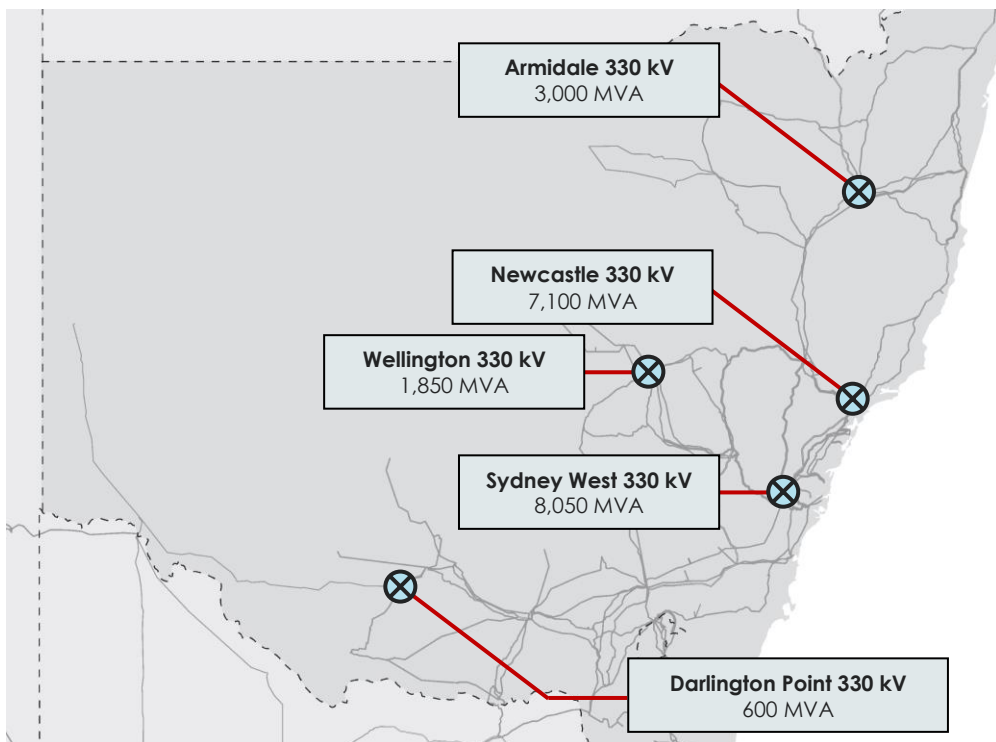 Armidale 330 kV
3,000 MVA
Newcastle 330 kV
7,100 MVA
Wellington 330 kV
1,850 MVA
Sydney West 330 kV
8,050 MVA
Darlington Point 330 kV
600 MVA